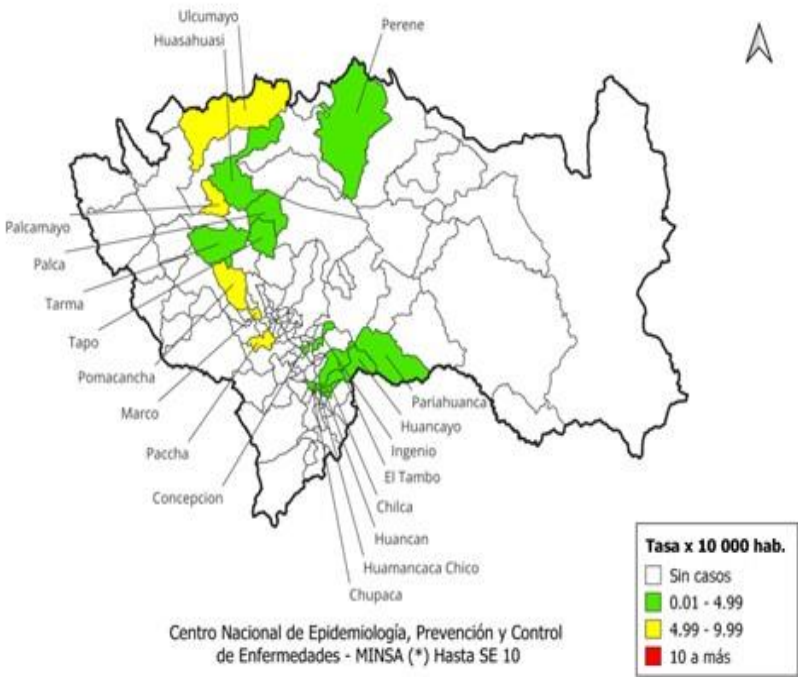 Ulcumayo
Huasahuasi
Perene
Palcamayo
Palca
Tarma
Tapo
Pomacancha
Marco
Paccha
Concepcion
Pariahuanca
Huancayo
Ingenio
El Tambo
Chilca
Huancan
Huamancaca Chico
Chupaca
Tasa x 10 000 hab.
Sin casos
0.01 - 4.99
4.99 - 9.99
10 a más
Centro Nacional de Epidemiología, Prevención y Control
de Enfermedades - MINSA (*) Hasta SE 10